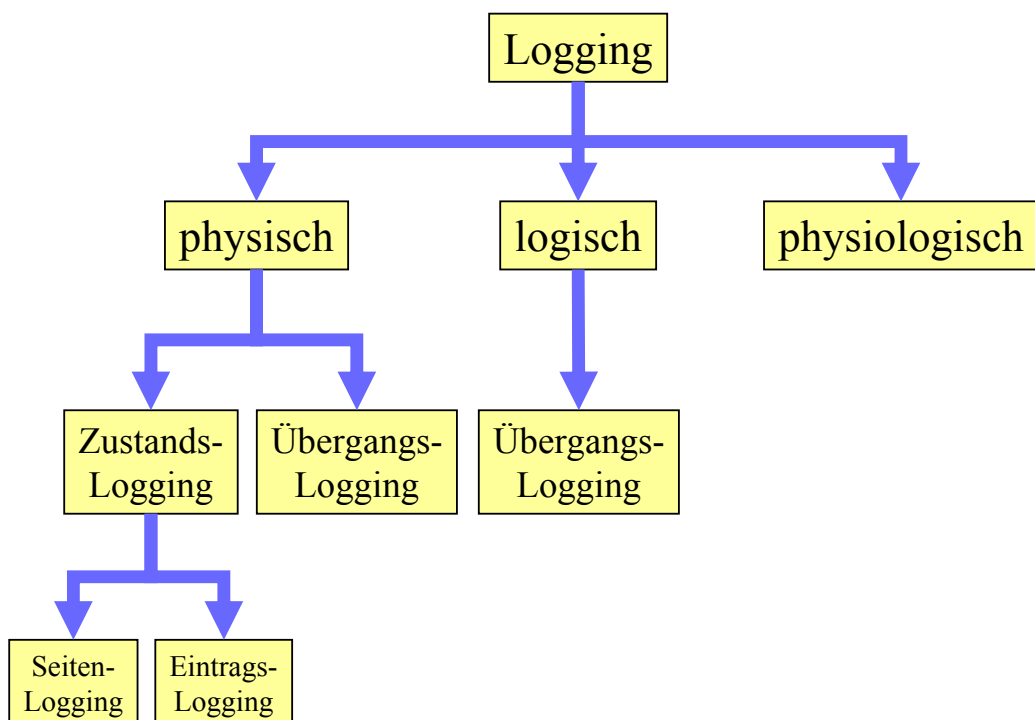 Logging
physisch
logisch
physiologisch
Zustands-
Logging
Übergangs-
Logging
Übergangs-
Logging
Seiten-
Logging
Eintrags-
Logging